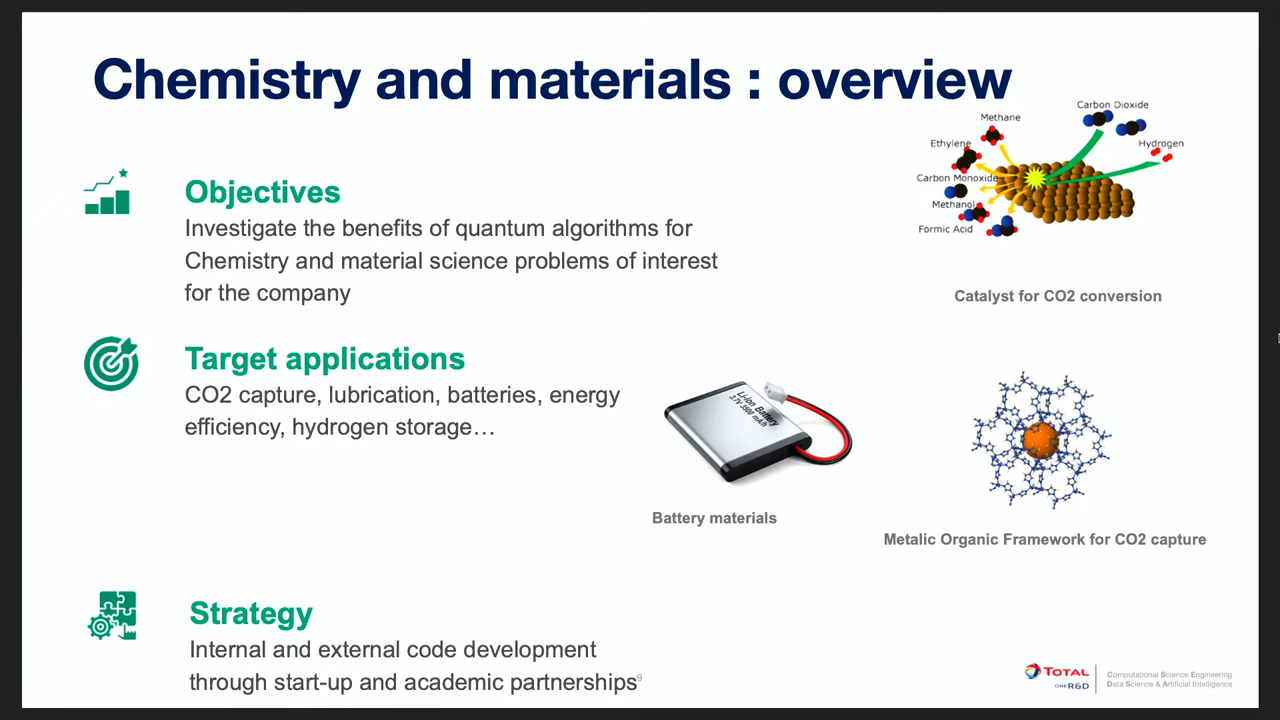 Chemistry and materials : overview
Objectives
Investigate the benefits of quantum algorithms for
Chemistry and material science problems of interest
for the company
Carbon Dioxide
Methane
Ethylene
Hydrogen
Carbon Monoxide
Methanol
Formic Acid
Catalyst for CO2 conversion
Target applications
CO2 capture, lubrication, batteries, energy
efficiency, hydrogen storage…
Li-ion Battery
3.7V 3300 mA/h
Battery materials
Metalic Organic Framework for CO2 capture
Strategy
Internal and external code development
through start-up and academic partnerships
9
TOTAL
ONE R&D
Computational Science Engineering
Data Science & Artificial Intelligence